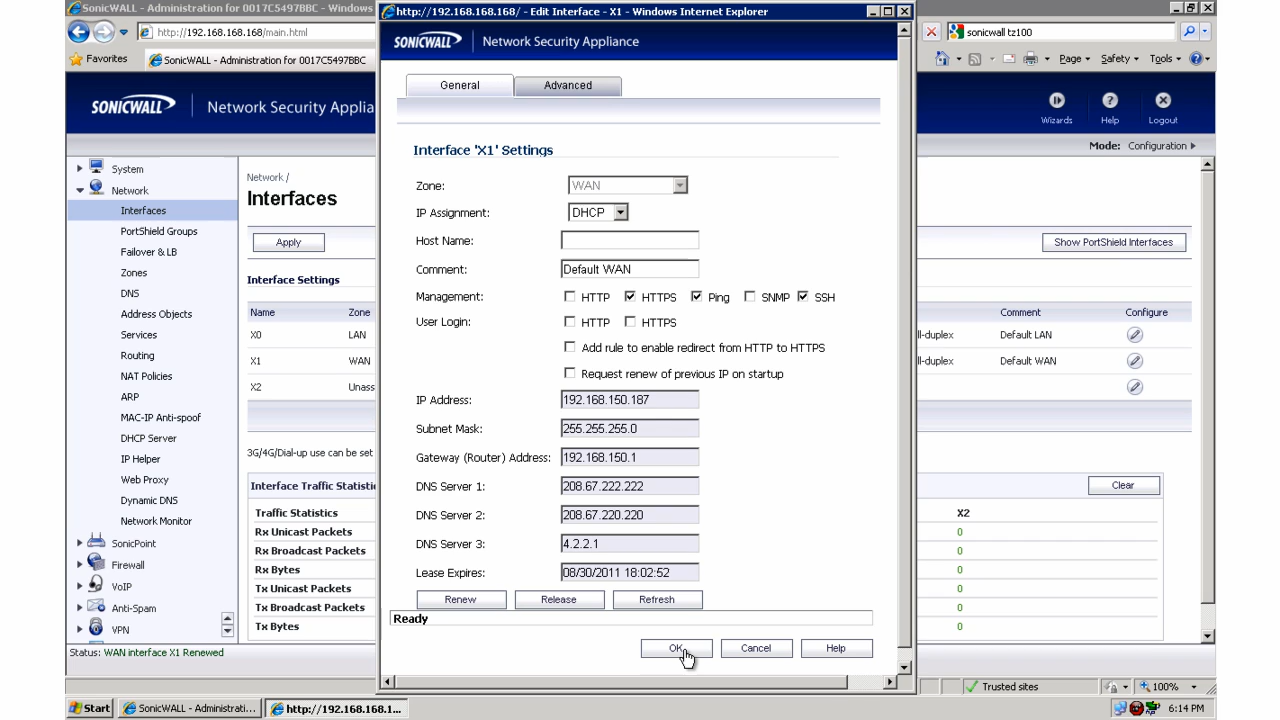 SonicWALL - Administration for 0017C5497BBC - Windows
http://192.168.168.168/ - Edit Interface - X1 - Windows Internet Explorer
http://192.168.168.168/main.html
sonicwall tz100
Favorites
SonicWALL - Administration for 0017C5497BBC
Page
Safety
Tools
SONICWALL
Network Security Applia
SONICWALL
Network Security Appliance
Wizards
Help
Logout
Mode: Configuration
General
Advanced
System
Network
Interfaces
PortShield Groups
Failover & LB
Zones
DNS
Address Objects
Services
Routing
NAT Policies
ARP
MAC-IP Anti-spoof
DHCP Server
IP Helper
Web Proxy
Dynamic DNS
Network Monitor
SonicPoint
Firewall
VoIP
Anti-Spam
VPN
Network /
Interfaces
Apply
Show PortShield Interfaces
Interface Settings
Name
Zone
Comment
Configure
X0
LAN
ll-duplex
Default LAN
X1
WAN
ll-duplex
Default WAN
X2
Unass
3G/4G/Dial-up use can be set
Interface Traffic Statistic
Clear
Traffic Statistics
X2
Rx Unicast Packets
0
Rx Broadcast Packets
0
Rx Bytes
0
Tx Unicast Packets
0
Tx Broadcast Packets
0
Tx Bytes
0
Interface 'X1' Settings
Zone:
WAN
IP Assignment:
DHCP
Host Name:
Comment:
Default WAN
Management:
HTTP
HTTPS
Ping
SNMP
SSH
User Login:
HTTP
HTTPS
Add rule to enable redirect from HTTP to HTTPS
Request renew of previous IP on startup
IP Address:
192.168.150.187
Subnet Mask:
255.255.255.0
Gateway (Router) Address:
192.168.150.1
DNS Server 1:
208.67.222.222
DNS Server 2:
208.67.220.220
DNS Server 3:
4.2.2.1
Lease Expires:
08/30/2011 18:02:52
Renew
Release
Refresh
Ready
OK
Cancel
Help
Status: WAN interface X1 Renewed
Trusted sites
100%
Start
SonicWALL - Administrati...
http://192.168.168.1...
6:14 PM